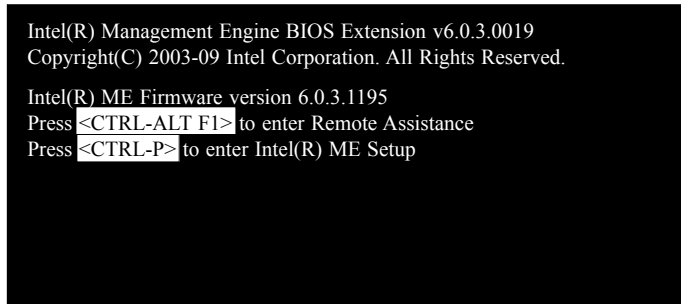 Intel(R) Management Engine BIOS Extension v6.0.3.0019
Copyright(C) 2003-09 Intel Corporation. All Rights Reserved.
Intel(R) ME Firmware version 6.0.3.1195
Press <CTRL-ALT F1> to enter Remote Assistance
Press <CTRL-P> to enter Intel(R) ME Setup